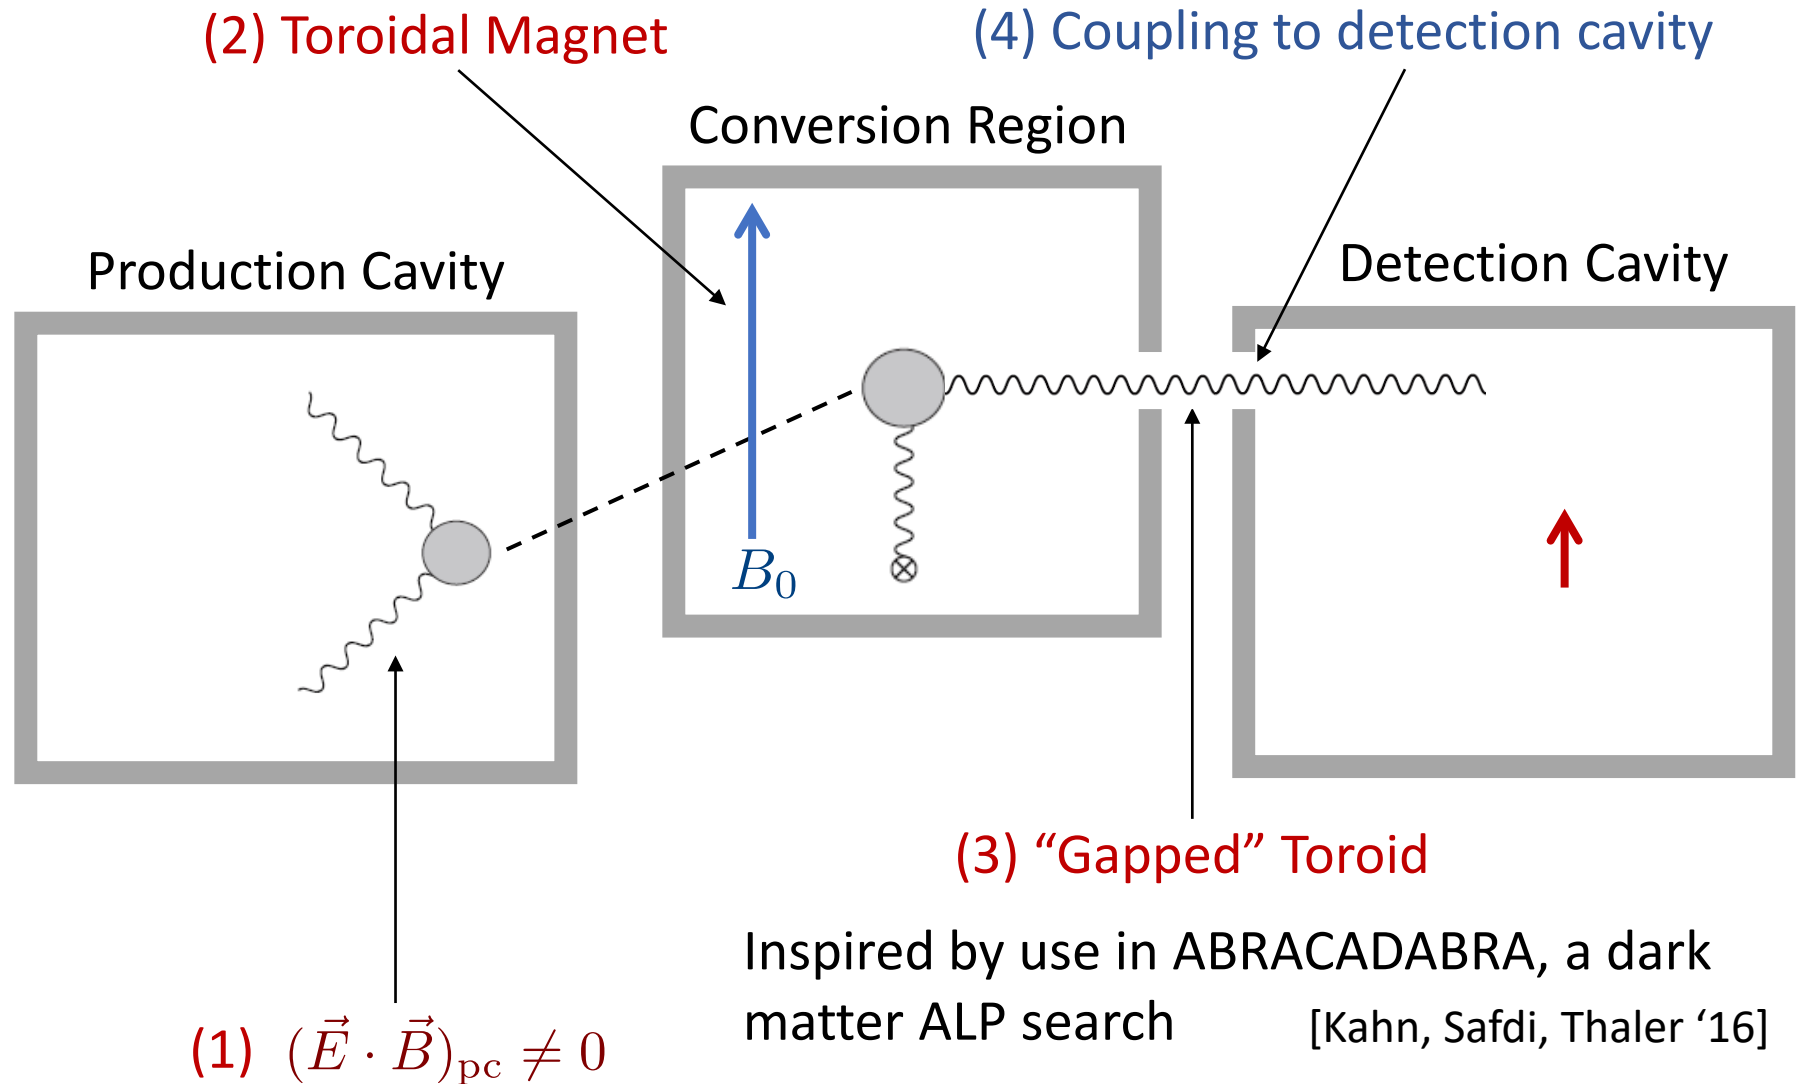 (2) Toroidal Magnet
(4) Coupling to detection cavity
Conversion Region
Production Cavity
Detection Cavity
B₀
(3) “Gapped” Toroid
Inspired by use in ABRACADABRA, a dark
matter ALP search
[Kahn, Safdi, Thaler ‘16]
(1) (E⃗ · B⃗)pc ≠ 0